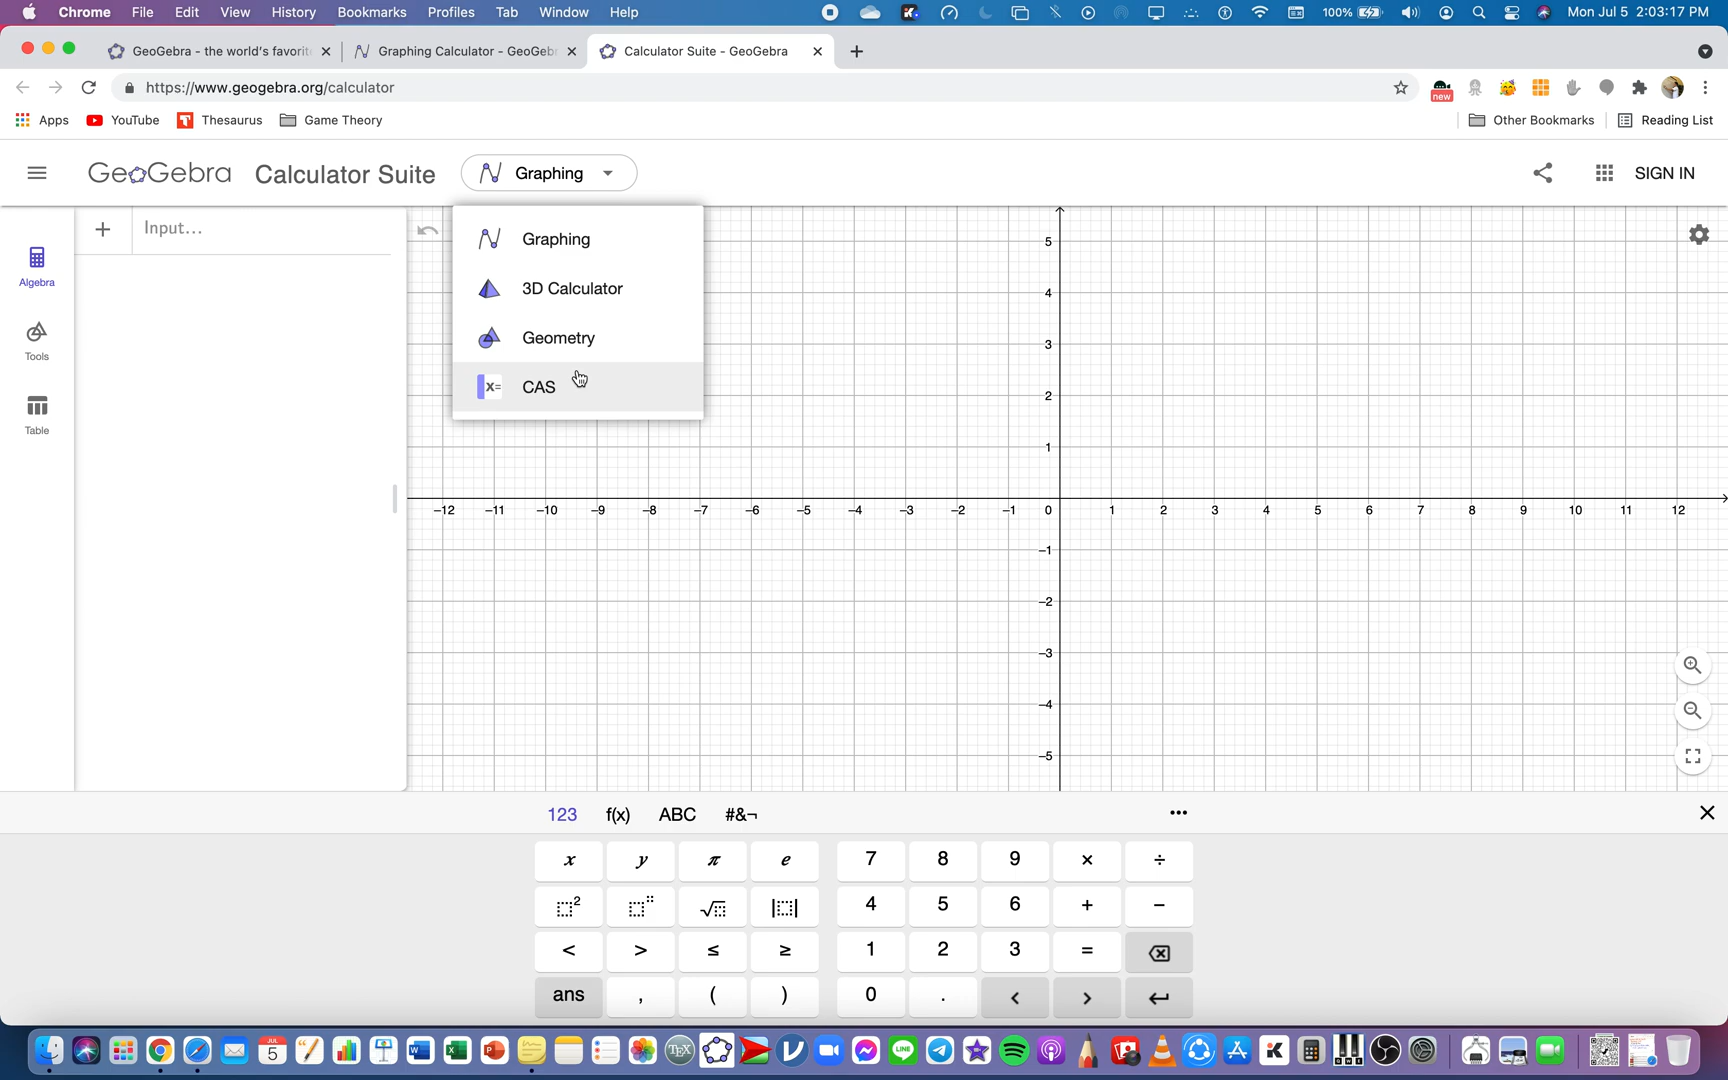 Chrome File Edit View History Bookmarks Profiles Tab Window Help 100% Mon Jul 5 2:03:17 PM
GeoGebra - the world's favorit Graphing Calculator - GeoGeb Calculator Suite - GeoGebra
https://www.geogebra.org/calculator
new
Apps YouTube Thesaurus Game Theory Other Bookmarks Reading List
GeoGebra Calculator Suite Graphing SIGN IN
Input...
Graphing
3D Calculator
Geometry
x= CAS
Algebra
Tools
Table
5
4
3
2
1
−12 −11 −10 −9 −8 −7 −6 −5 −4 −3 −2 −1 0 1 2 3 4 5 6 7 8 9 10 11 12
−1
−2
−3
−4
−5
123 f(x) ABC #&¬ •••
x y π e 7 8 9 × ÷
2 √ 4 5 6 + −
< > ≤ ≥ 1 2 3 =
ans , ( ) 0 . < >
JUL 5 TEX LINE